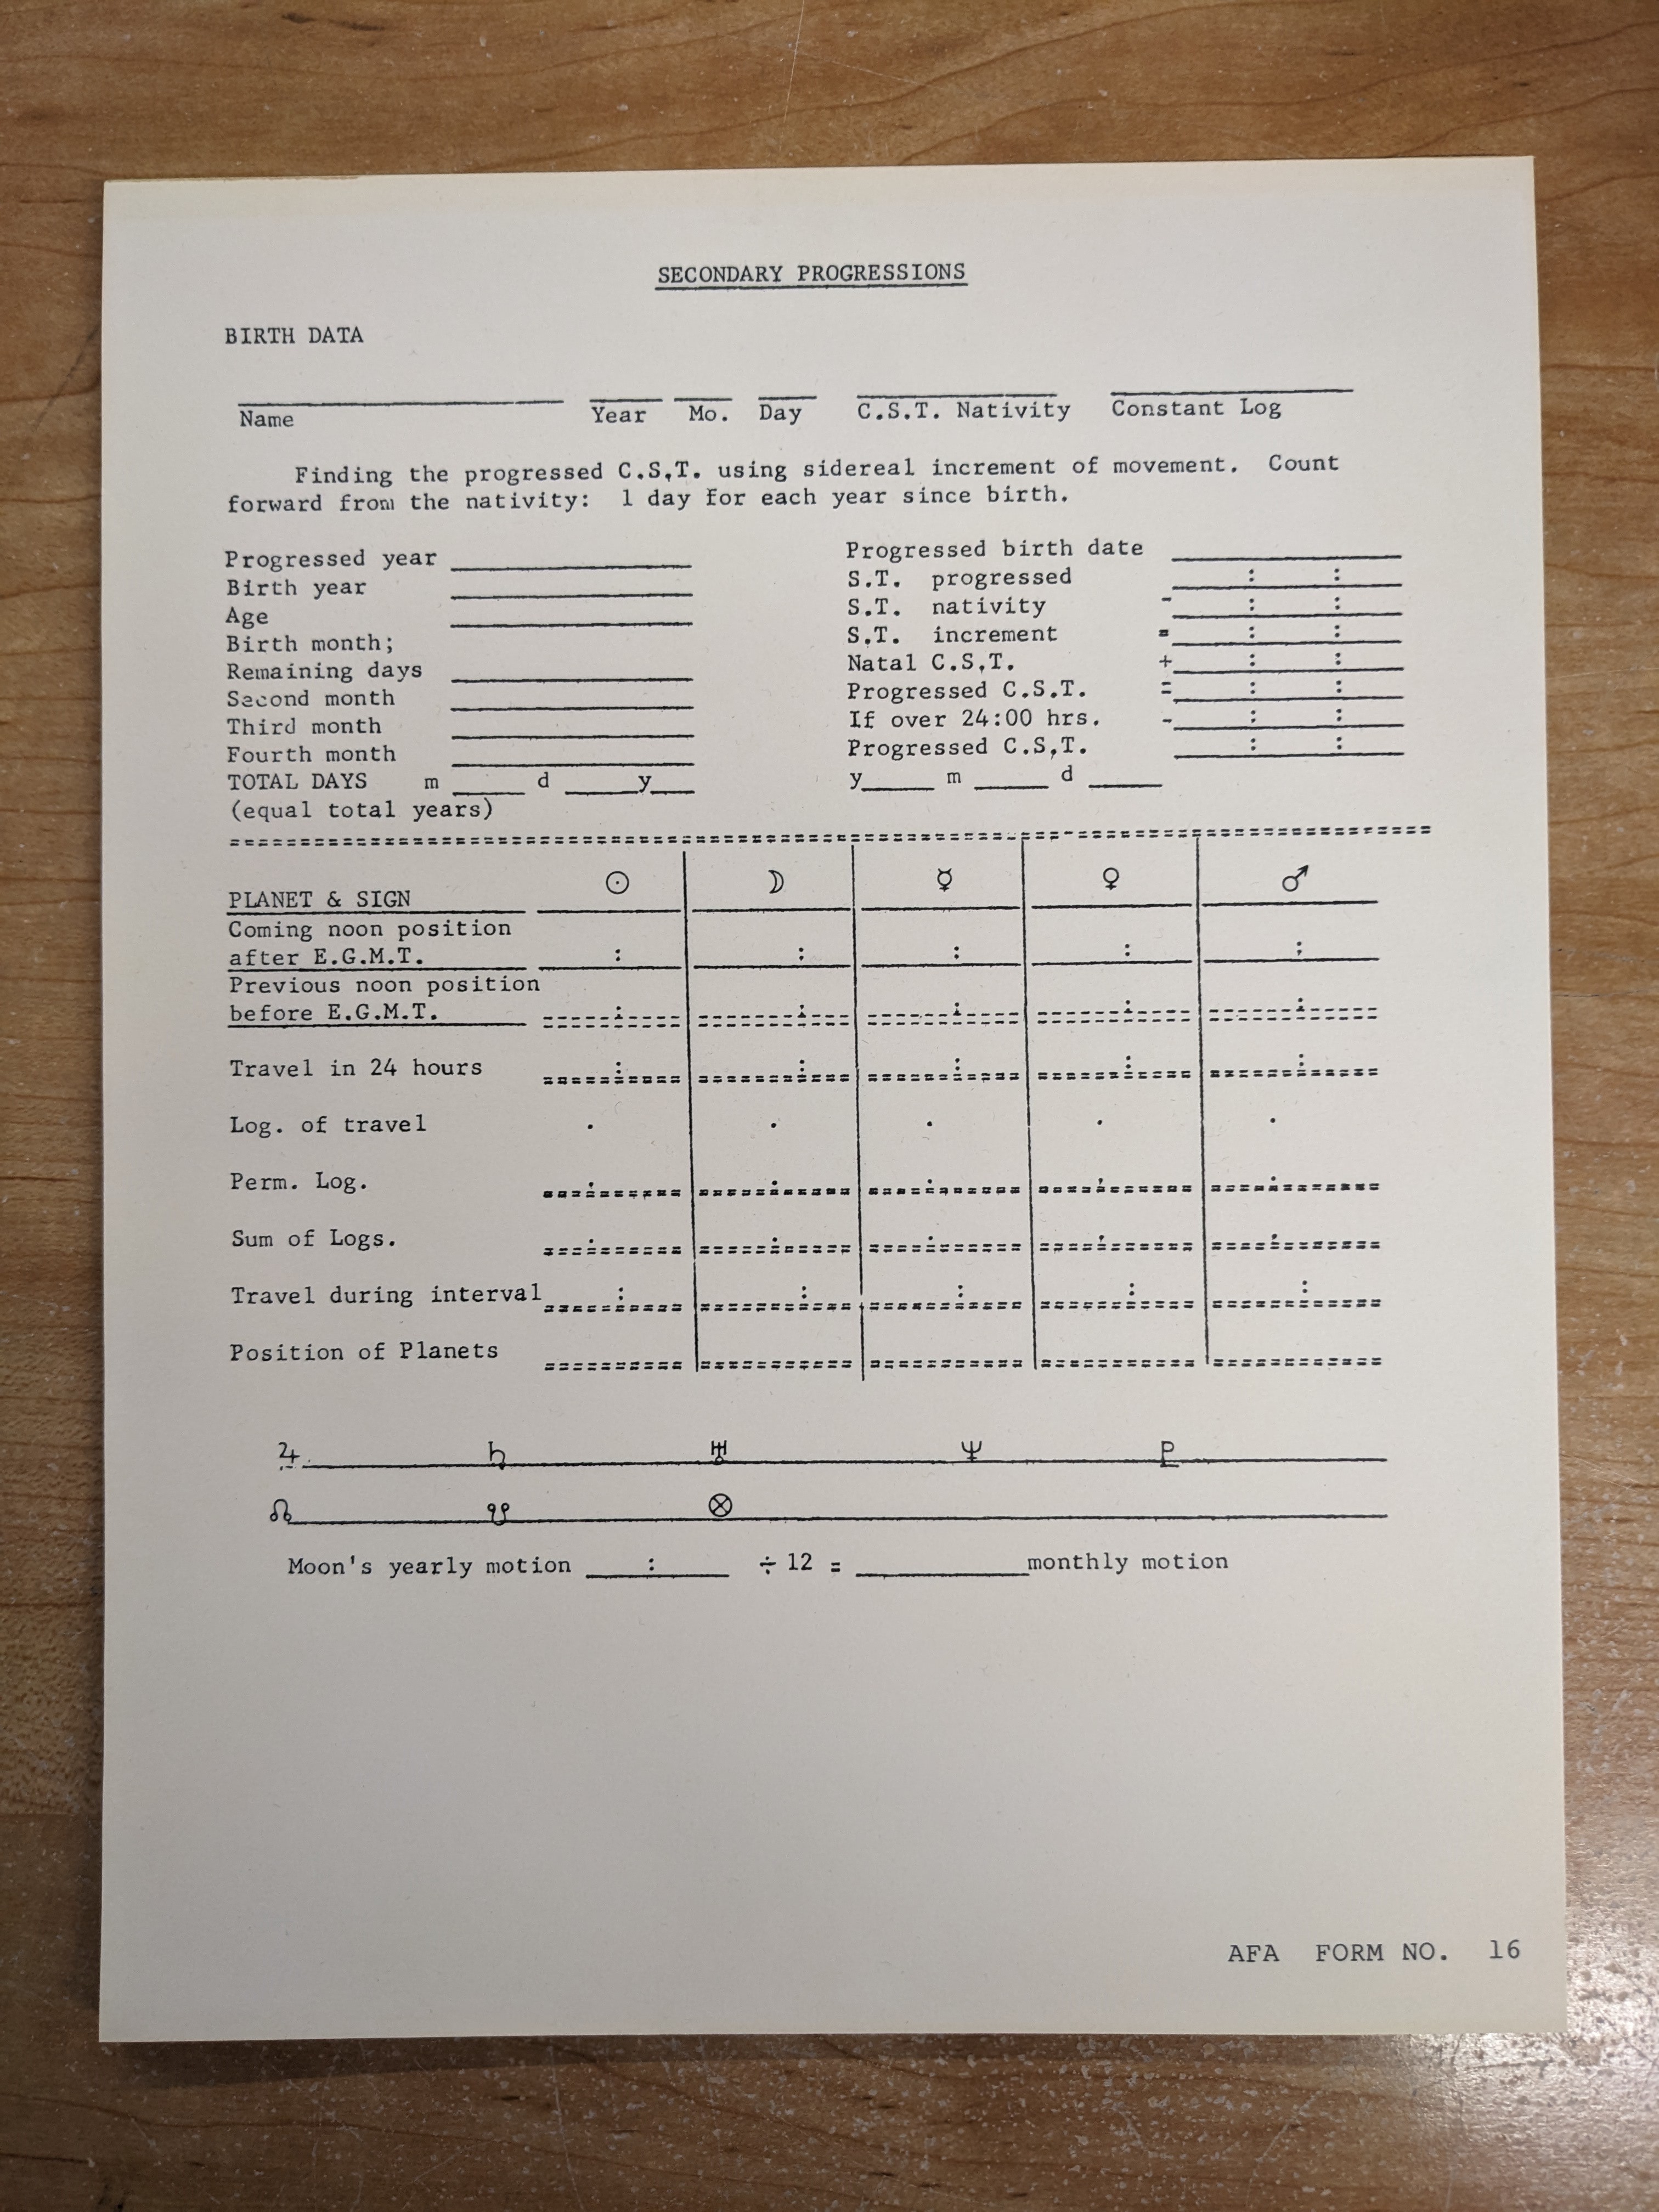 SECONDARY PROGRESSIONS
BIRTH DATA
Name Year Mo. Day C.S.T. Nativity Constant Log
Finding the progressed C.S.T. using sidereal increment of movement. Count
forward from the nativity: 1 day for each year since birth.
Progressed year
Birth year
Age
Birth month;
Remaining days
Second month
Third month
Fourth month
TOTAL DAYS m d y
(equal total years)
Progressed birth date
S.T. progressed : :
S.T. nativity - : :
S.T. increment = : :
Natal C.S.T. + : :
Progressed C.S.T. = : :
If over 24:00 hrs. - : :
Progressed C.S.T. : :
y m d
PLANET & SIGN ☉ ☽ ☿ ♀ ♂
Coming noon position
after E.G.M.T. : : : : :
Previous noon position
before E.G.M.T. : : : : :
Travel in 24 hours : : : : :
Log. of travel . . . . .
Perm. Log. . . . . .
Sum of Logs. . . . . .
Travel during interval : : : : :
Position of Planets
♃ ♄ ♅ ♆ ♇
☊ ☋ ⊗
Moon's yearly motion : ÷ 12 = monthly motion
AFA FORM NO. 16